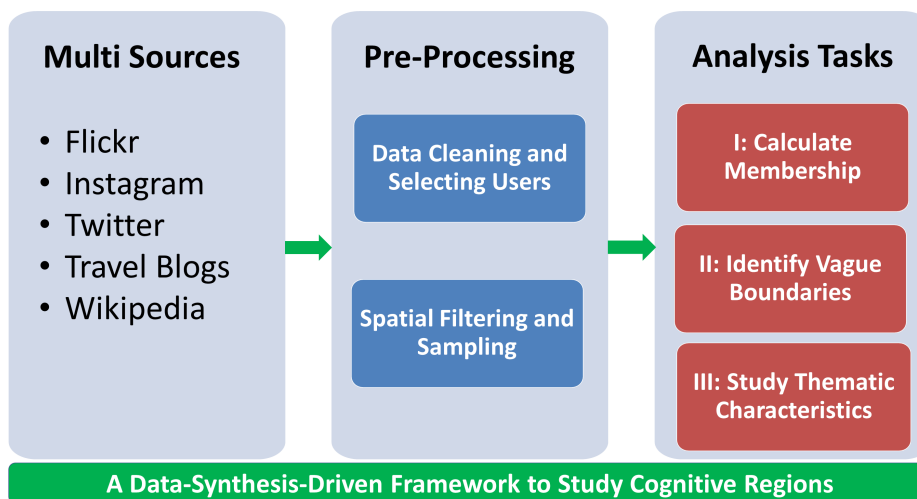 Multi Sources
• Flickr
• Instagram
• Twitter
• Travel Blogs
• Wikipedia
Pre-Processing
Data Cleaning and
Selecting Users
Spatial Filtering and
Sampling
Analysis Tasks
I: Calculate
Membership
II: Identify Vague
Boundaries
III: Study Thematic
Characteristics
A Data-Synthesis-Driven Framework to Study Cognitive Regions